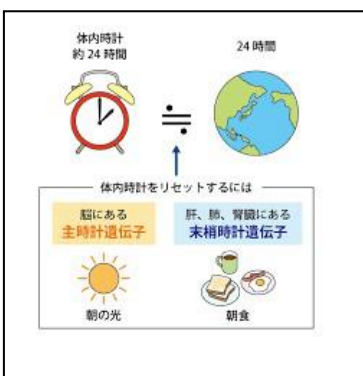 体内時計
約24時間
24時間
≒
体内時計をリセットするには
脳にある
主時計遺伝子
肝、肺、腎臓にある
末梢時計遺伝子
朝の光
朝食